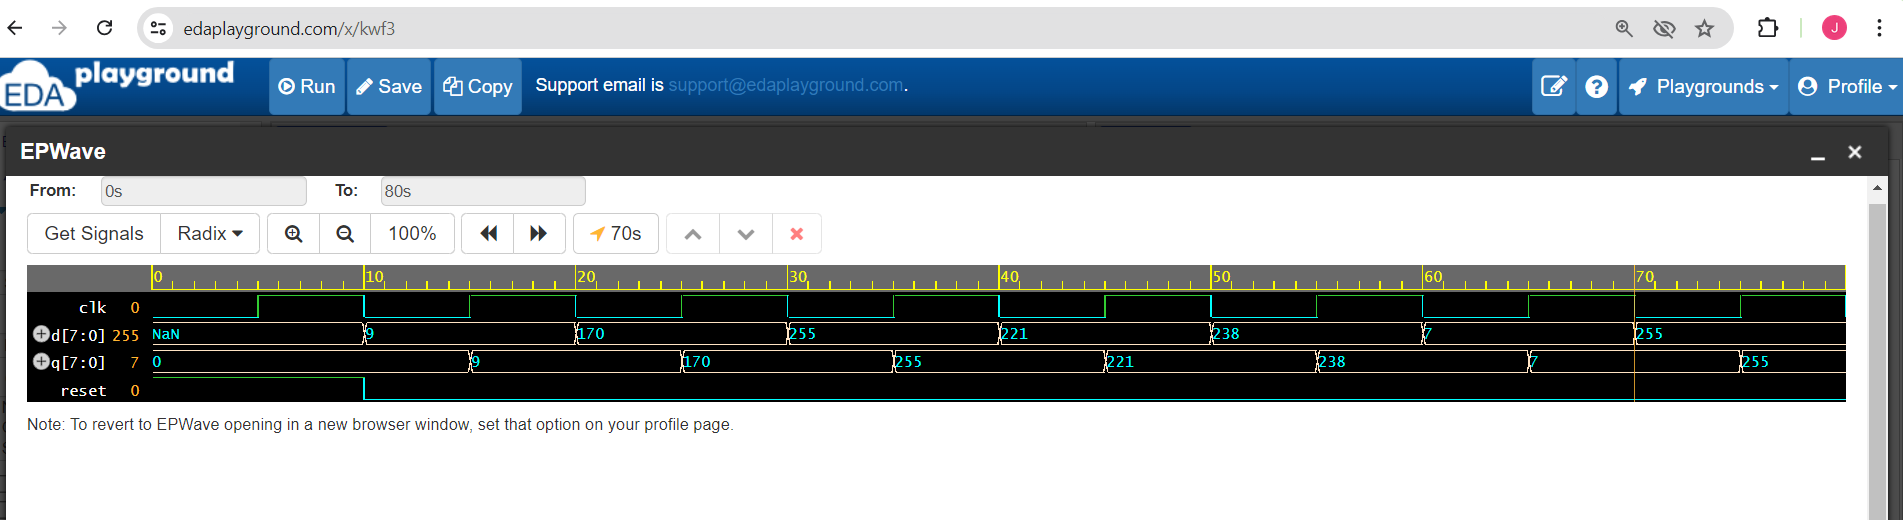 edaplayground.com/x/kwf3
J
EDA playground
Run Save Copy Support email is support@edaplayground.com. Playgrounds Profile
EPWave
From: 0s To: 80s
Get Signals Radix 100% 70s
0 10 20 30 40 50 60 70
clk 0
d[7:0] 255 NaN 9 170 255 221 238 7 255
q[7:0] 7 0 9 170 255 221 238 7 255
reset 0
Note: To revert to EPWave opening in a new browser window, set that option on your profile page.